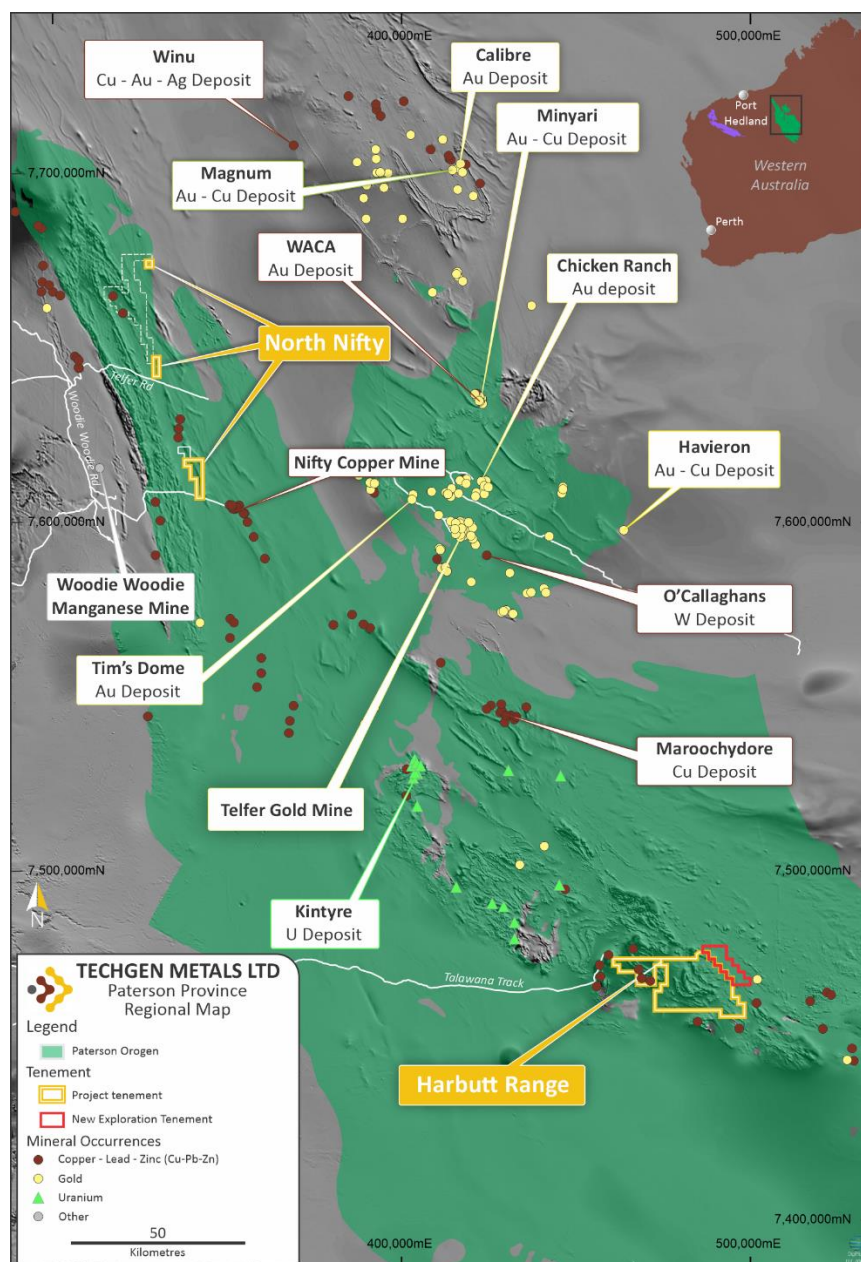 400,000mE
500,000mE
Winu
Cu - Au - Ag Deposit
Calibre
Au Deposit
Minyari
Au - Cu Deposit
Port
Hedland
Western
Australia
Perth
7,700,000mN
7,700,000mN
Magnum
Au - Cu Deposit
WACA
Au Deposit
Chicken Ranch
Au deposit
North Nifty
Telfer Rd
Woodie Woodie Rd
Nifty Copper Mine
Havieron
Au - Cu Deposit
7,600,000mN
7,600,000mN
Woodie Woodie
Manganese Mine
O'Callaghans
W Deposit
Tim's Dome
Au Deposit
Maroochydore
Cu Deposit
Telfer Gold Mine
7,500,000mN
7,500,000mN
Kintyre
U Deposit
N
Talawana Track
Harbutt Range
TECHGEN METALS LTD
Paterson Province
Regional Map
Legend
Paterson Orogen
Tenement
Project tenement
New Exploration Tenement
Mineral Occurrences
Copper - Lead - Zinc (Cu-Pb-Zn)
Gold
Uranium
Other
50
Kilometres
7,400,000mN
400,000mE
500,000mE